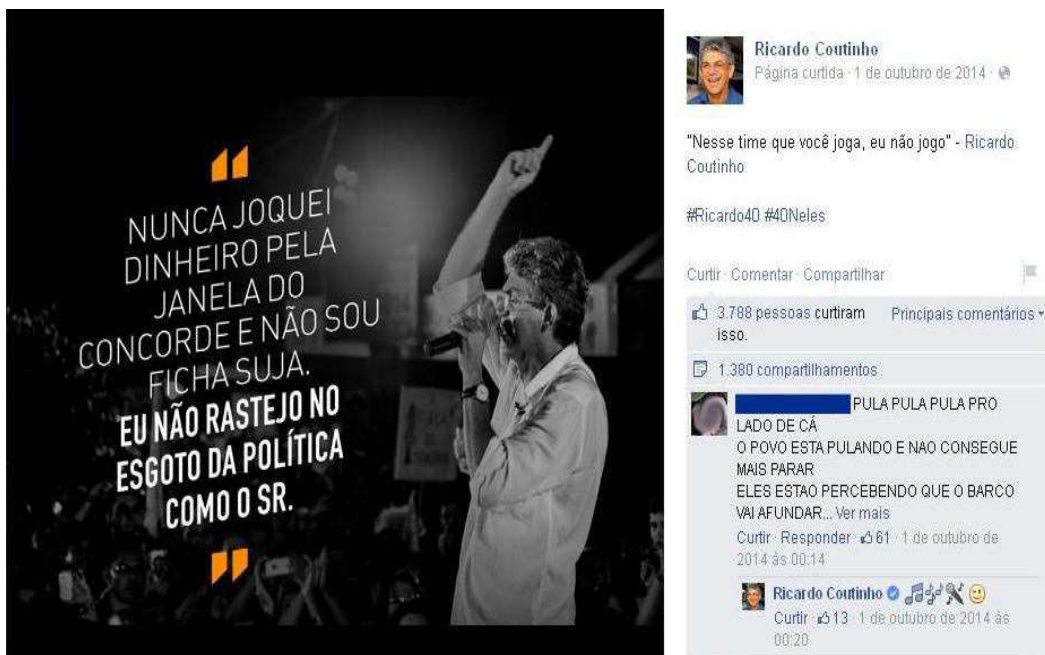 NUNCA JOQUEI
DINHEIRO PELA
JANELA DO
CONCORDE E NÃO SOU
FICHA SUJA.
EU NÃO RASTEJO NO
ESGOTO DA POLÍTICA
COMO O SR.
Ricardo Coutinho
Página curtida · 1 de outubro de 2014 ·
"Nesse time que você joga, eu não jogo" - Ricardo
Coutinho
#Ricardo40 #40Neles
Curtir · Comentar · Compartilhar
3.788 pessoas curtiram
isso.
Principais comentários
1.380 compartilhamentos
PULA PULA PULA PRO
LADO DE CÁ
O POVO ESTA PULANDO E NAO CONSEGUE
MAIS PARAR
ELES ESTAO PERCEBENDO QUE O BARCO
VAI AFUNDAR... Ver mais
Curtir · Responder · 61 · 1 de outubro de
2014 às 00:14
Ricardo Coutinho
Curtir · 13 · 1 de outubro de 2014 às
00:20